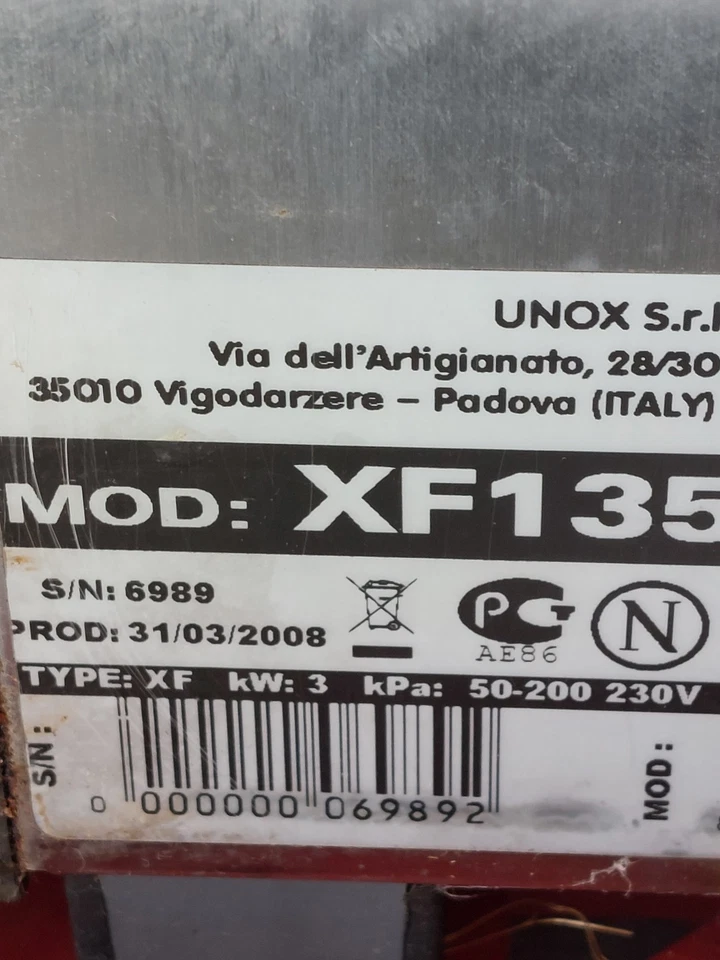 UNOX S.r.l
Via dell'Artigianato, 28/30
35010 Vigodarzere – Padova (ITALY)
MOD: XF135
S/N: 6989
PROD: 31/03/2008
PG
AE86
N
TYPE: XF kW: 3 kPa: 50-200 230V
S/N:
0 000000 069892
MOD: